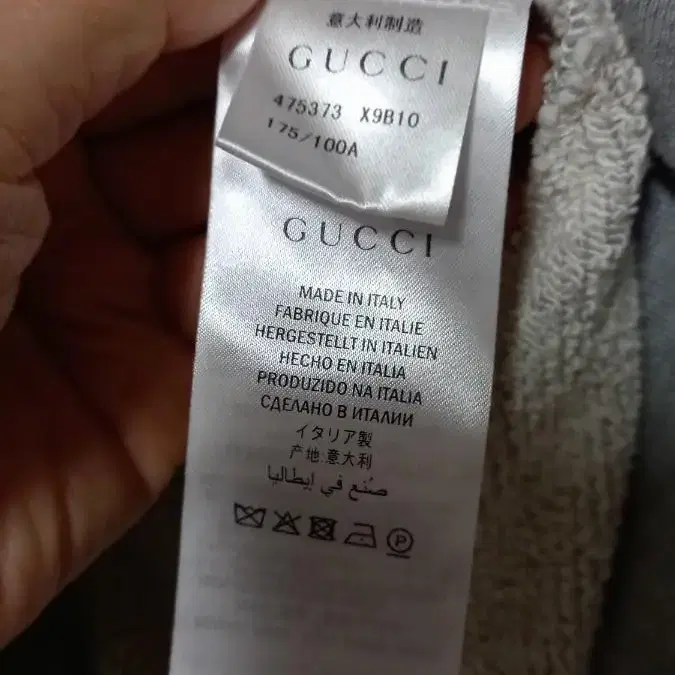 意大利制造
GUCCI
475373 X9B10
175/100A
GUCCI
MADE IN ITALY
FABRIQUE EN ITALIE
HERGESTELLT IN ITALIEN
HECHO EN ITALIA
PRODUZIDO NA ITALIA
СДЕЛАНО В ИТАЛИИ
イタリア製
产地:意大利
صُنع في إيطاليا
P